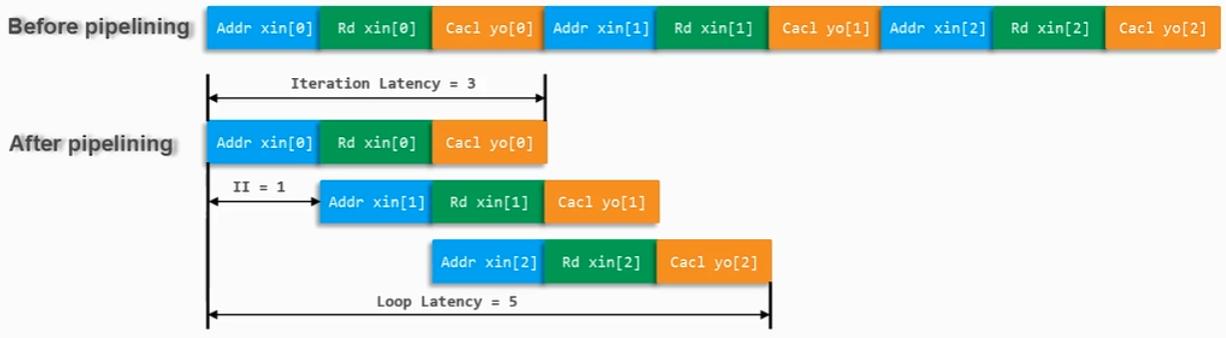 Before pipelining Addr xin[0] Rd xin[0] Cacl yo[0] Addr xin[1] Rd xin[1] Cacl yo[1] Addr xin[2] Rd xin[2] Cacl yo[2]
Iteration Latency = 3
After pipelining Addr xin[0] Rd xin[0] Cacl yo[0]
II = 1
Addr xin[1] Rd xin[1] Cacl yo[1]
Addr xin[2] Rd xin[2] Cacl yo[2]
Loop Latency = 5